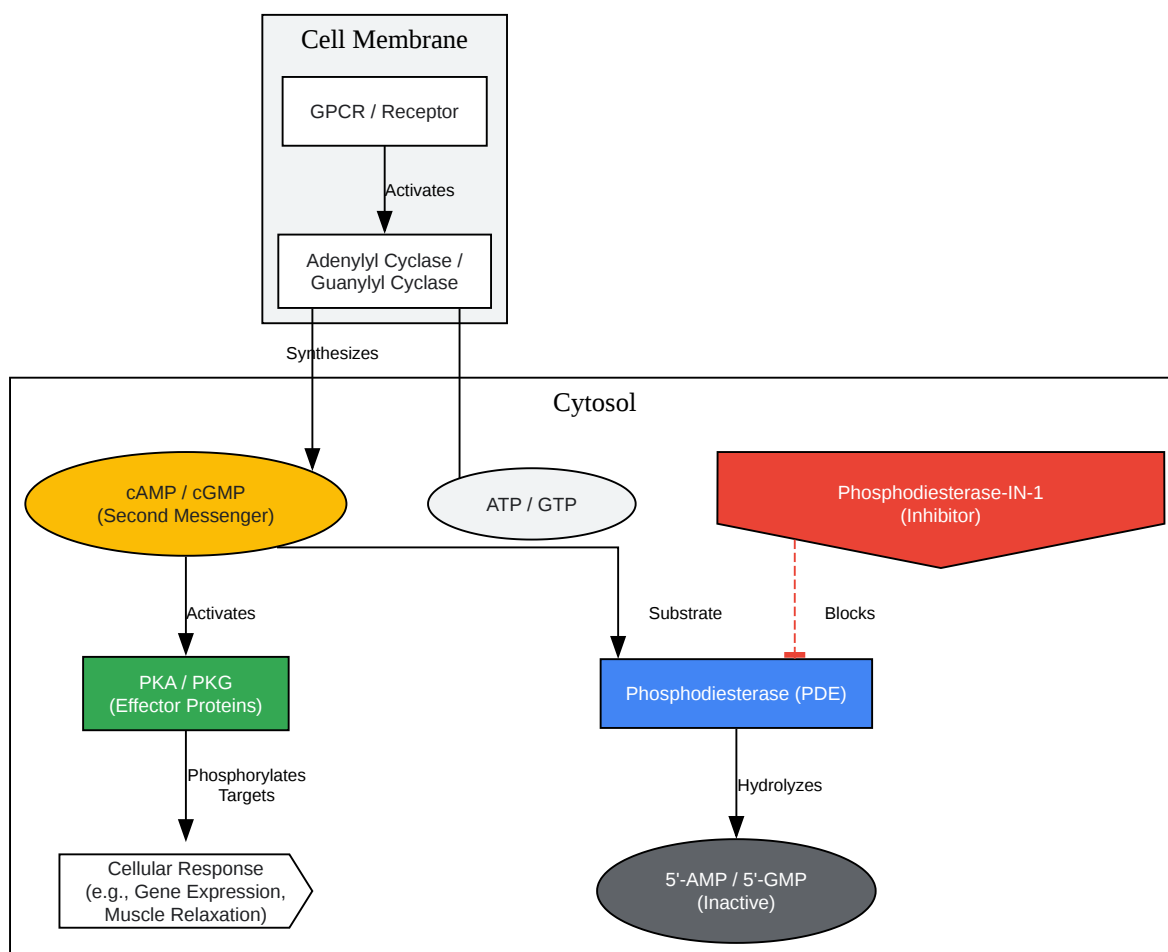 Cell Membrane
GPCR / Receptor
Activates
Adenylyl Cyclase /
Guanylyl Cyclase
Synthesizes
Cytosol
cAMP / cGMP
(Second Messenger)
ATP / GTP
Phosphodiesterase-IN-1
(Inhibitor)
Activates
Substrate
Blocks
PKA / PKG
(Effector Proteins)
Phosphodiesterase (PDE)
Phosphorylates
Targets
Hydrolyzes
Cellular Response
(e.g., Gene Expression,
Muscle Relaxation)
5'-AMP / 5'-GMP
(Inactive)